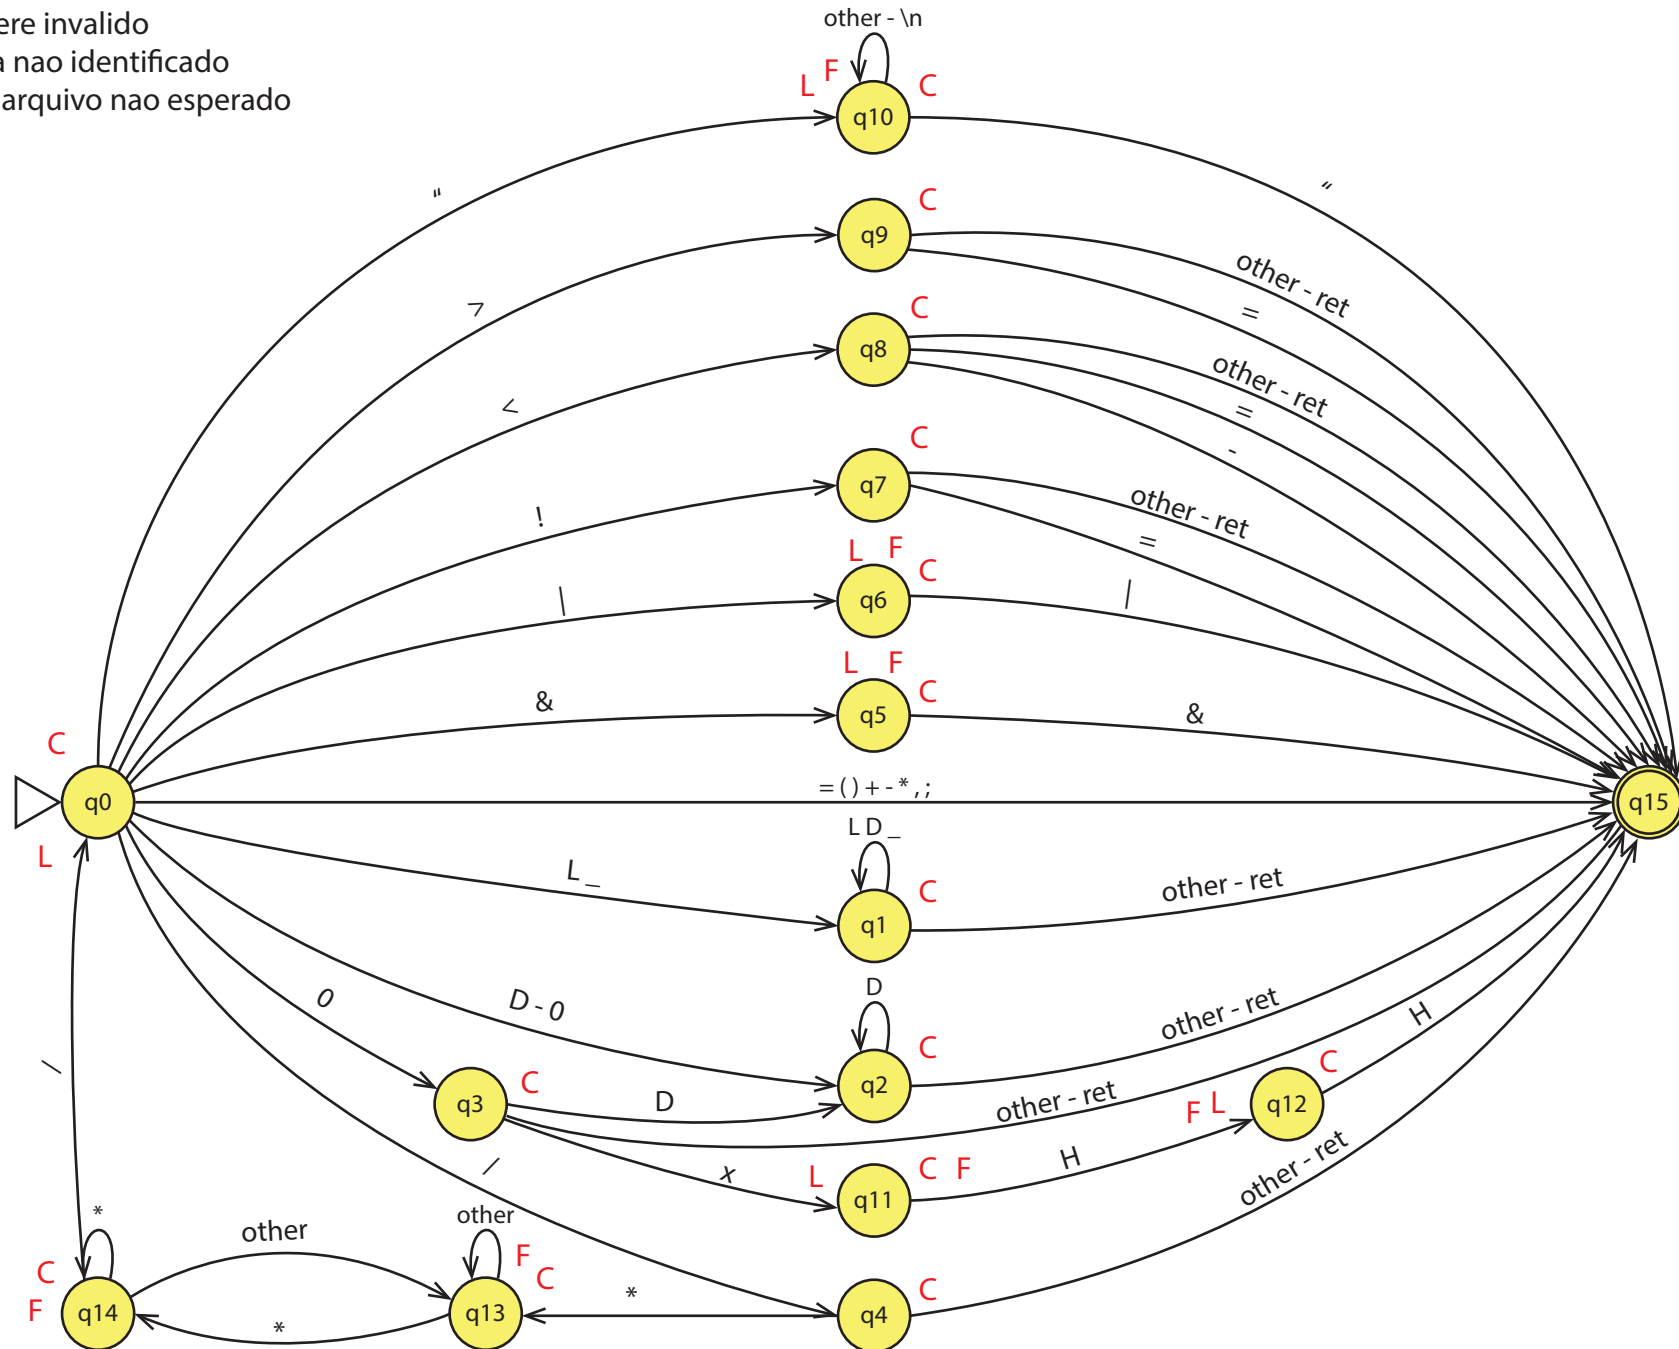 ere invalido
a nao identificado
arquivo nao esperado
other - \n
L F C
q10
" "
C
q9
> other - ret
=
C
q8
< other - ret
=
-
C
q7
! other - ret
=
L F C
q6
| |
L F C
q5
& &
C
q0
L
= ( ) + - * , ;
q15
L D _
C
q1
L _ other - ret
D
C
q2
D - 0 other - ret
0
C
q3
D
other - ret
H
C
q12
F L
/
/
x
L C F
q11
H
other - ret
*
other
other
F
C
C
F
q14
*
q13
*
C
q4